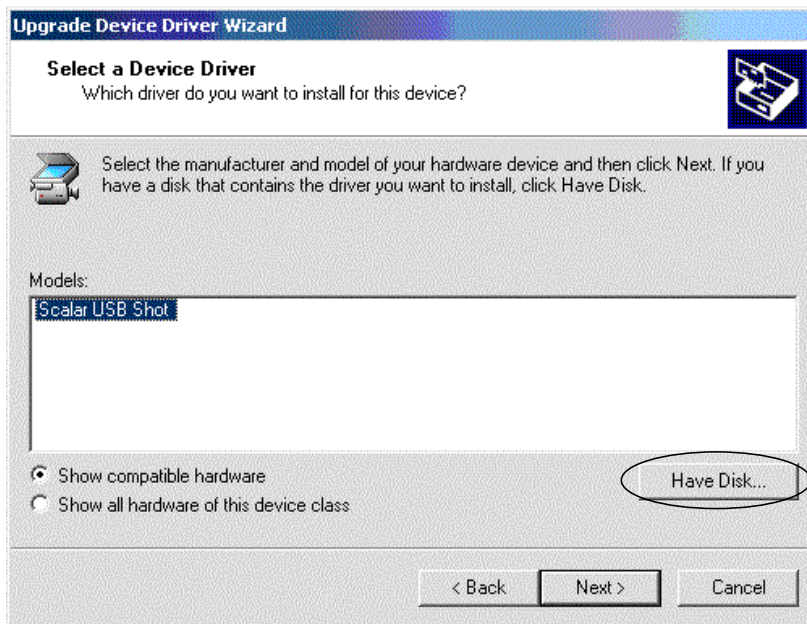 Upgrade Device Driver Wizard
Select a Device Driver
Which driver do you want to install for this device?
Select the manufacturer and model of your hardware device and then click Next. If you
have a disk that contains the driver you want to install, click Have Disk.
Models:
Scalar USB Shot
Show compatible hardware
Show all hardware of this device class
Have Disk...
< Back
Next >
Cancel